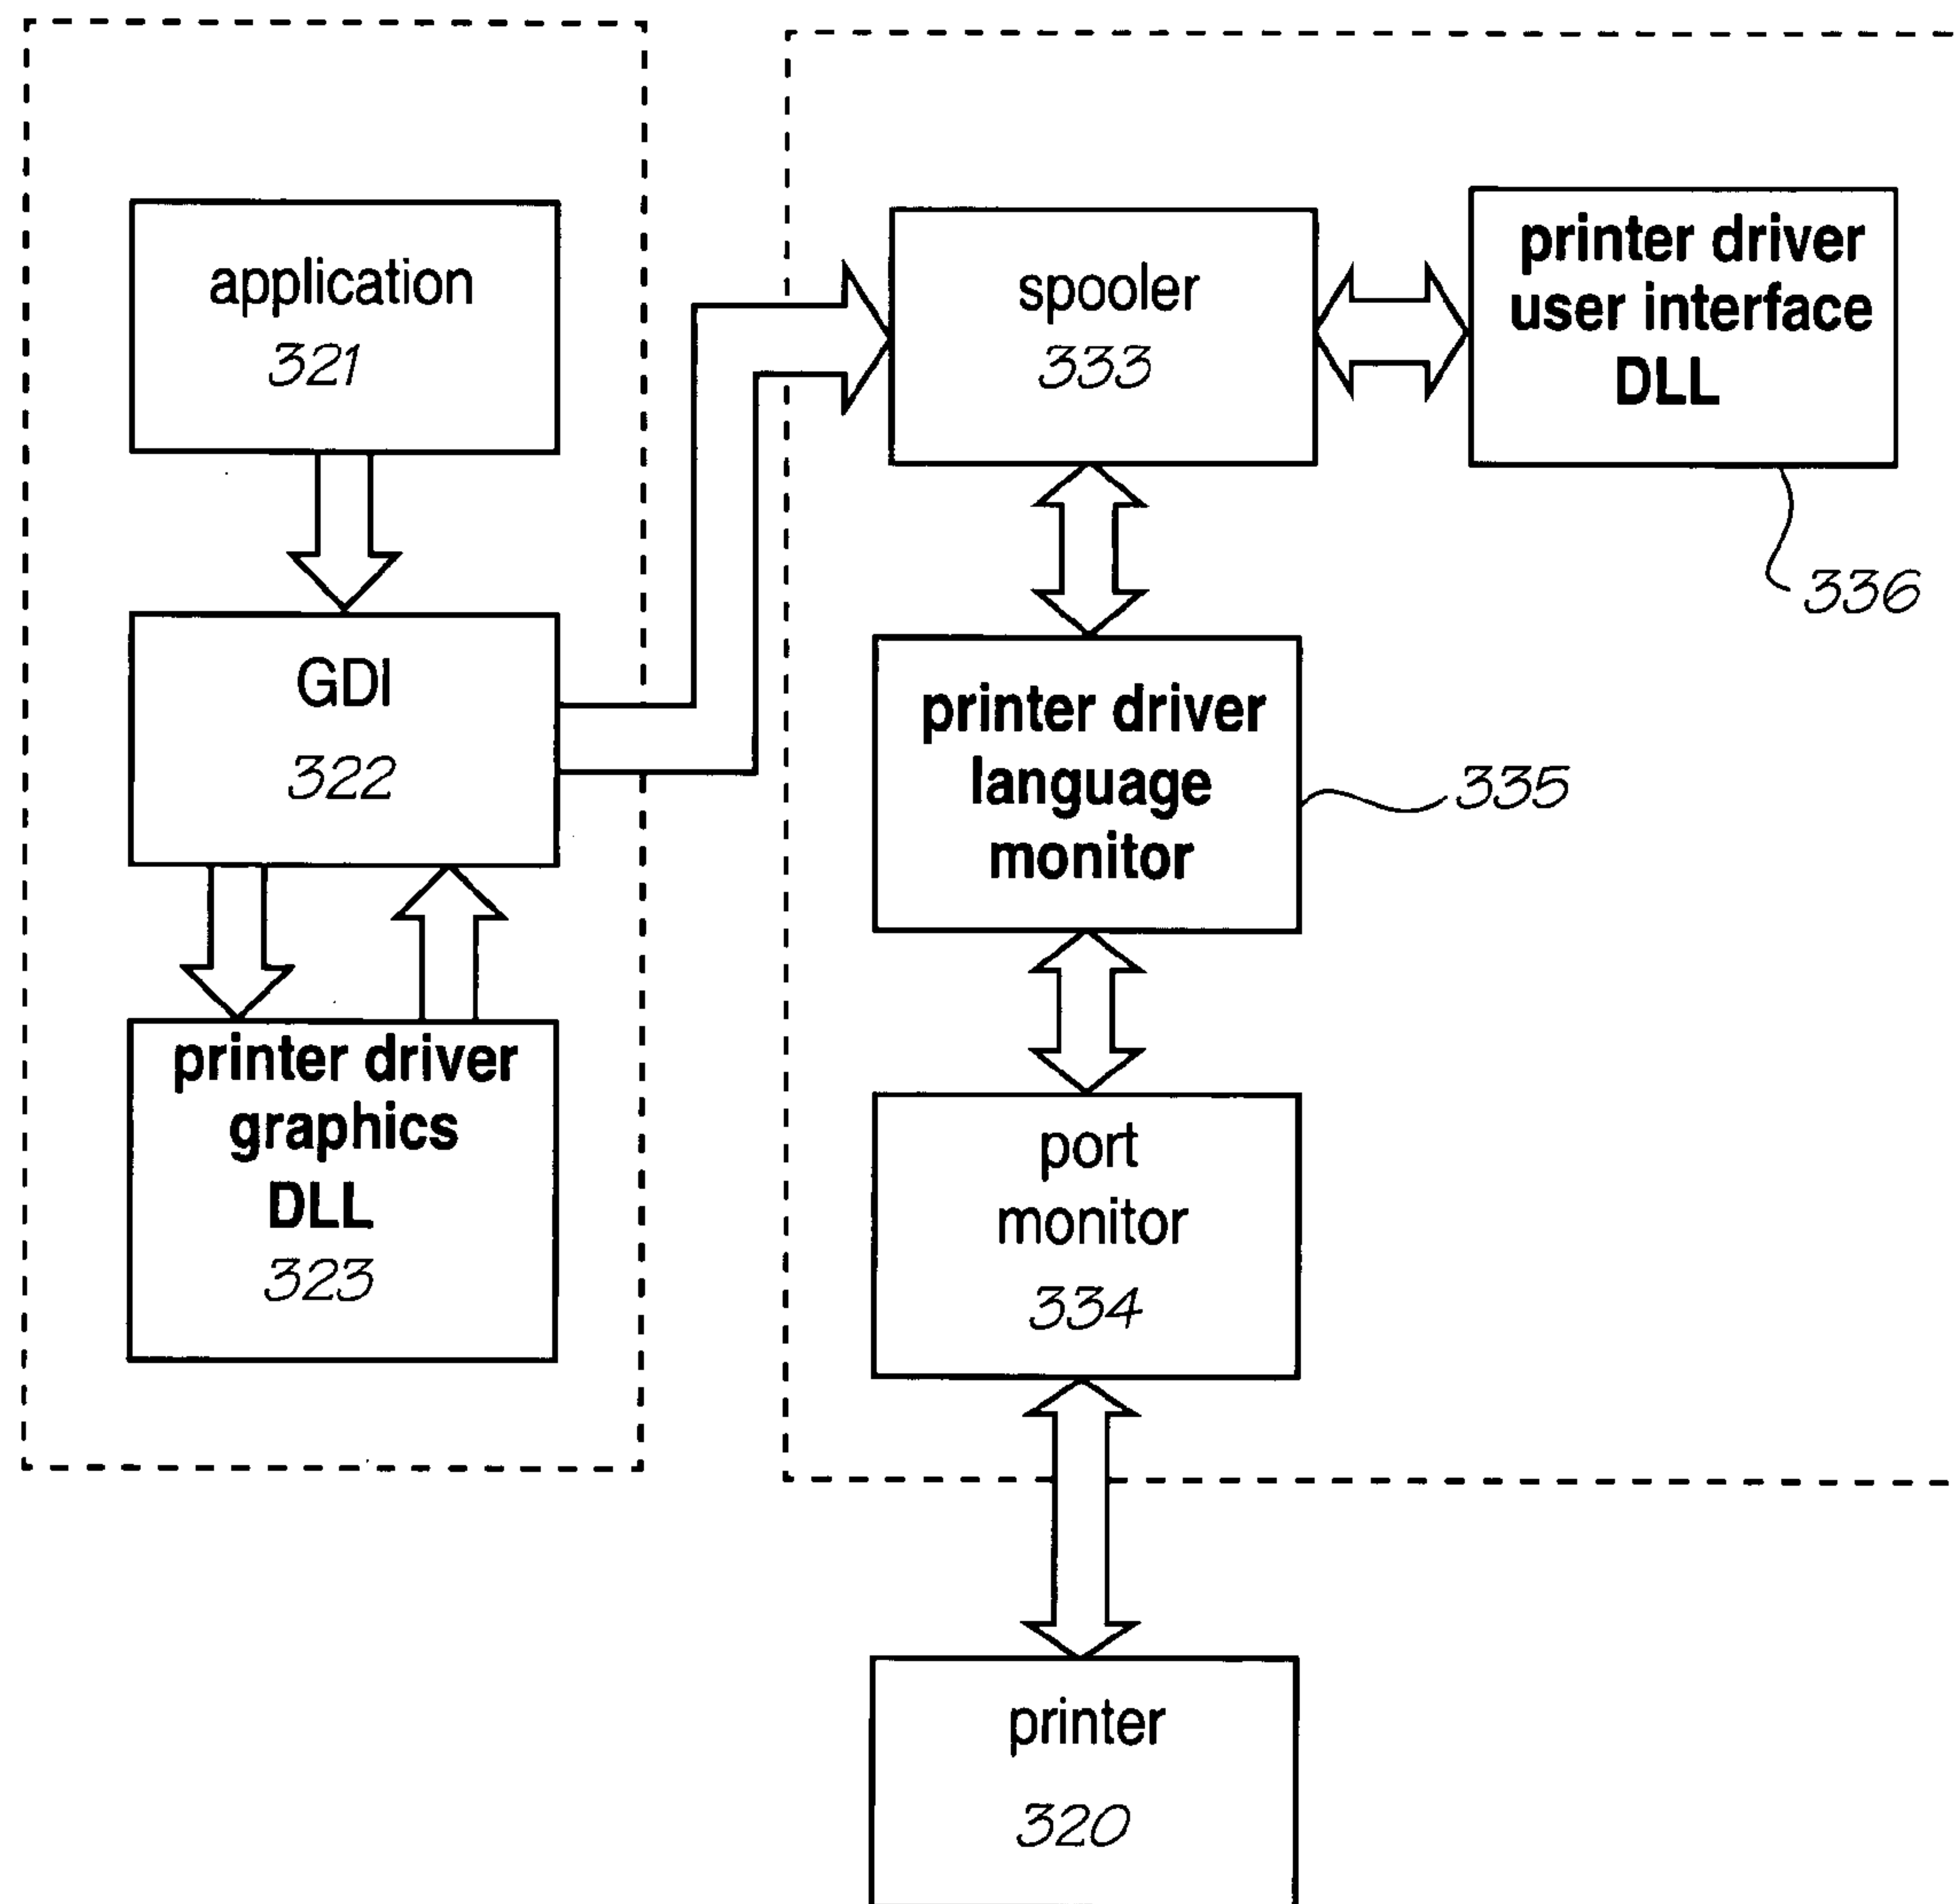 application
321
GDI
322
printer driver
graphics
DLL
323
spooler
333
printer driver
user interface
DLL
336
printer driver
language
monitor
335
port
monitor
334
printer
320